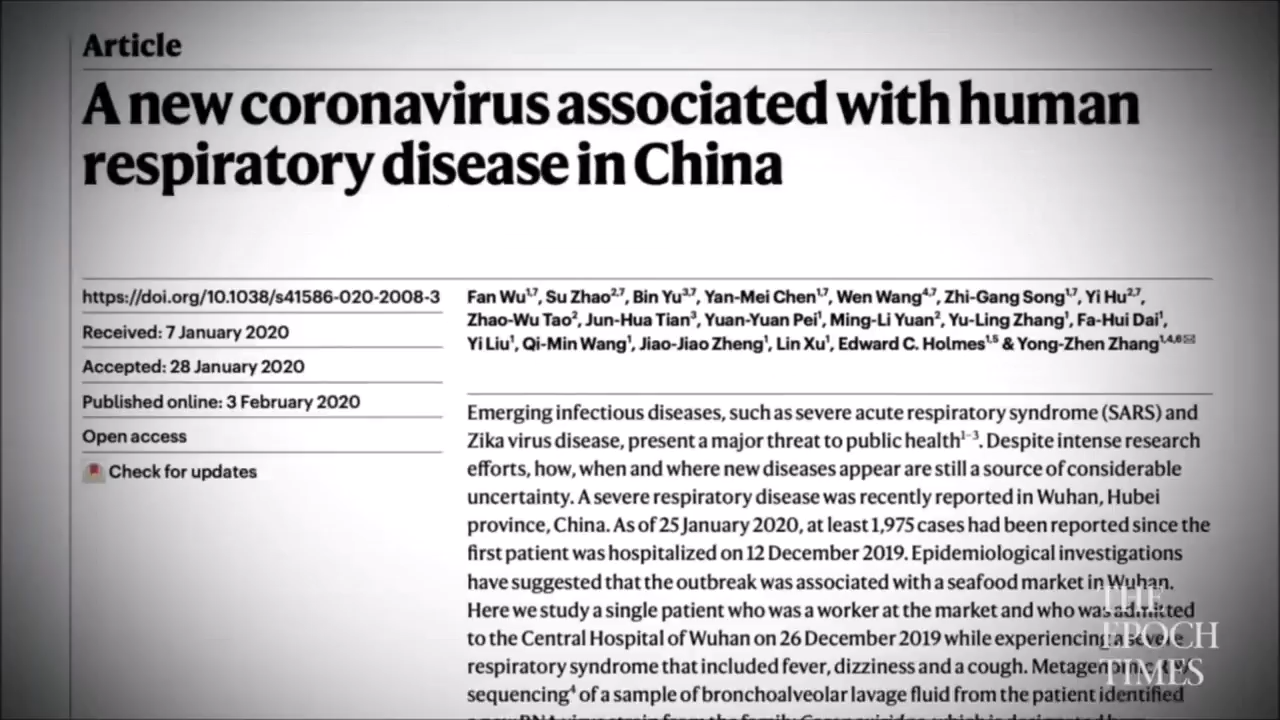 Article
A new coronavirus associated with human
respiratory disease in China
https://doi.org/10.1038/s41586-020-2008-3
Received: 7 January 2020
Accepted: 28 January 2020
Published online: 3 February 2020
Open access
Check for updates
Fan Wu1,7, Su Zhao2,7, Bin Yu3,7, Yan-Mei Chen1,7, Wen Wang4,7, Zhi-Gang Song1,7, Yi Hu2,7,
Zhao-Wu Tao2, Jun-Hua Tian3, Yuan-Yuan Pei1, Ming-Li Yuan2, Yu-Ling Zhang1, Fa-Hui Dai1,
Yi Liu1, Qi-Min Wang1, Jiao-Jiao Zheng1, Lin Xu1, Edward C. Holmes1,5 & Yong-Zhen Zhang1,4,6
Emerging infectious diseases, such as severe acute respiratory syndrome (SARS) and
Zika virus disease, present a major threat to public health1–3. Despite intense research
efforts, how, when and where new diseases appear are still a source of considerable
uncertainty. A severe respiratory disease was recently reported in Wuhan, Hubei
province, China. As of 25 January 2020, at least 1,975 cases had been reported since the
first patient was hospitalized on 12 December 2019. Epidemiological investigations
have suggested that the outbreak was associated with a seafood market in Wuhan.
Here we study a single patient who was a worker at the market and who was admitted
to the Central Hospital of Wuhan on 26 December 2019 while experiencing a severe
respiratory syndrome that included fever, dizziness and a cough. Metagenomic RNA
sequencing4 of a sample of bronchoalveolar lavage fluid from the patient identified
THE
EPOCH
TIMES